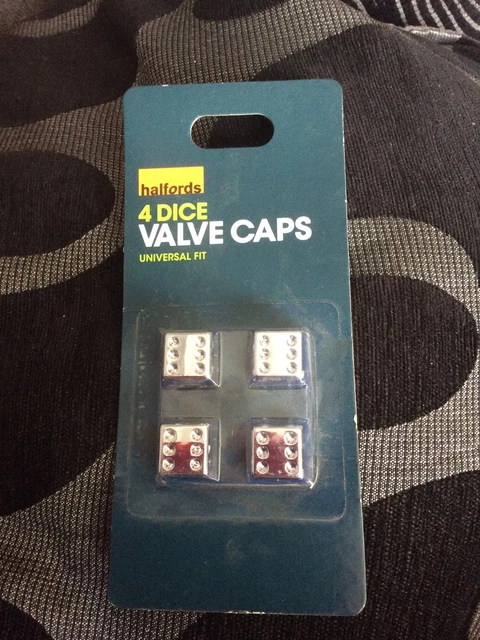 halfords
4 DICE
VALVE CAPS
UNIVERSAL FIT